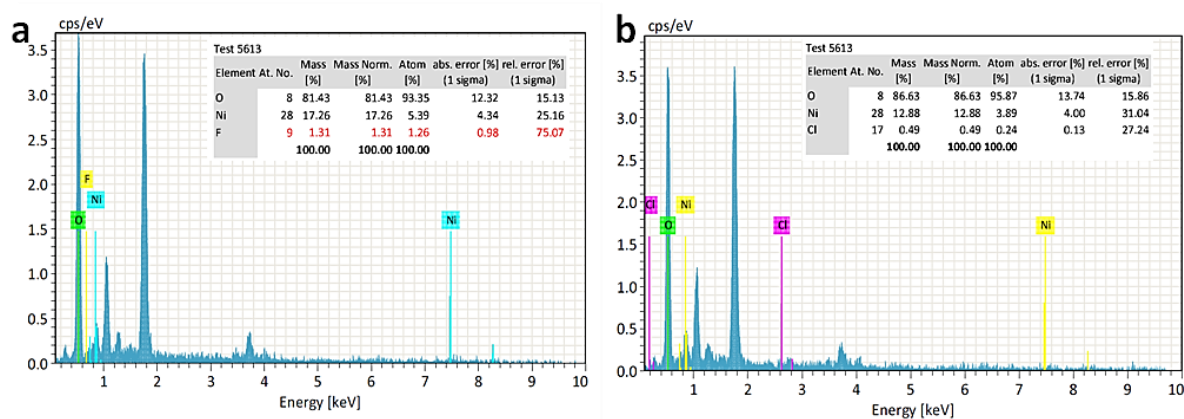 a
cps/eV
3.5
3.0
2.5
2.0
1.5
1.0
0.5
0.0
Test 5613
Element At. No. Mass [%] Mass Norm. [%] Atom [%] abs. error [%] (1 sigma) rel. error [%] (1 sigma)
O 8 81.43 81.43 93.35 12.32 15.13
Ni 28 17.26 17.26 5.39 4.34 25.16
F 9 1.31 1.31 1.26 0.98 75.07
100.00 100.00 100.00
F
Ni
O
Ni
1 2 3 4 5 6 7 8 9 10
Energy [keV]
b
cps/eV
3.5
3.0
2.5
2.0
1.5
1.0
0.5
0.0
Test 5613
Element At. No. Mass [%] Mass Norm. [%] Atom [%] abs. error [%] (1 sigma) rel. error [%] (1 sigma)
O 8 86.63 86.63 95.87 13.74 15.86
Ni 28 12.88 12.88 3.89 4.00 31.04
Cl 17 0.49 0.49 0.24 0.13 27.24
100.00 100.00 100.00
Cl
Ni
O
Cl
Ni
1 2 3 4 5 6 7 8 9 10
Energy [keV]